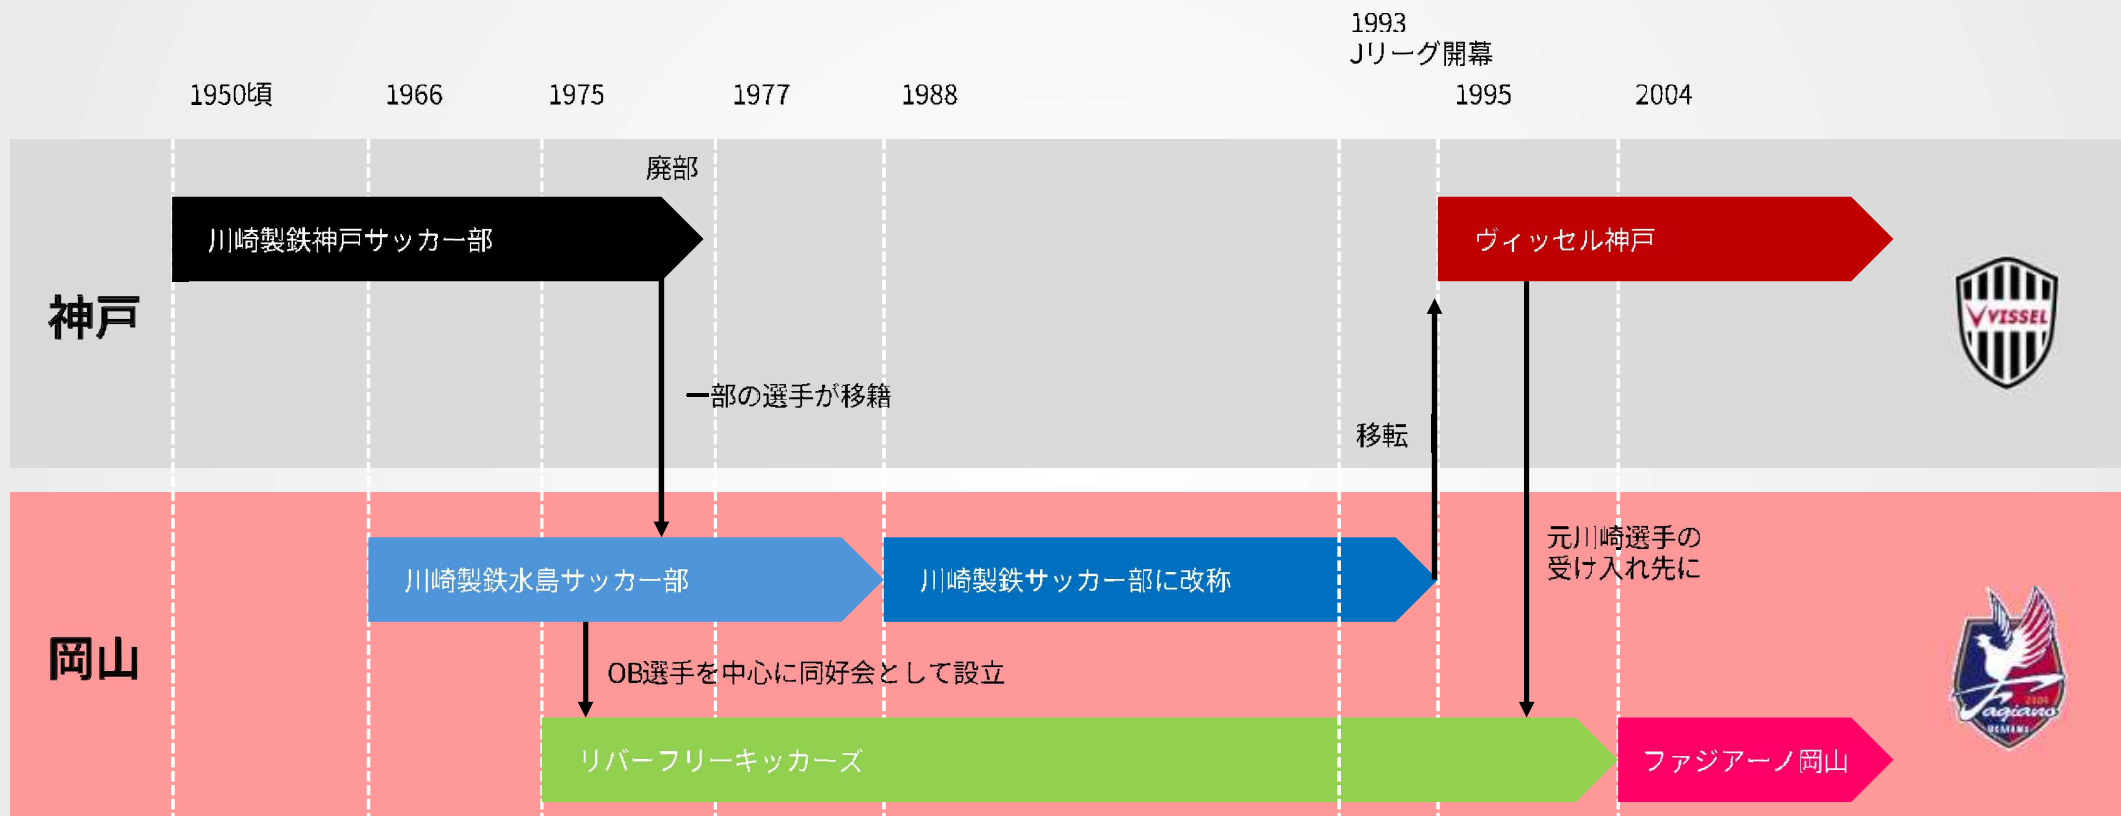 1993
Jリーグ開幕
1950頃
1966
1975
1977
1988
1995
2004
廃部
川崎製鉄神戸サッカー部
ヴィッセル神戸
神戸
VISSEL
一部の選手が移籍
移転
元川崎選手の
受け入れ先に
川崎製鉄水島サッカー部
川崎製鉄サッカー部に改称
岡山
OB選手を中心に同好会として設立
Fagiano
OKAYAMA
リバーフリーキッカーズ
ファジアーノ岡山